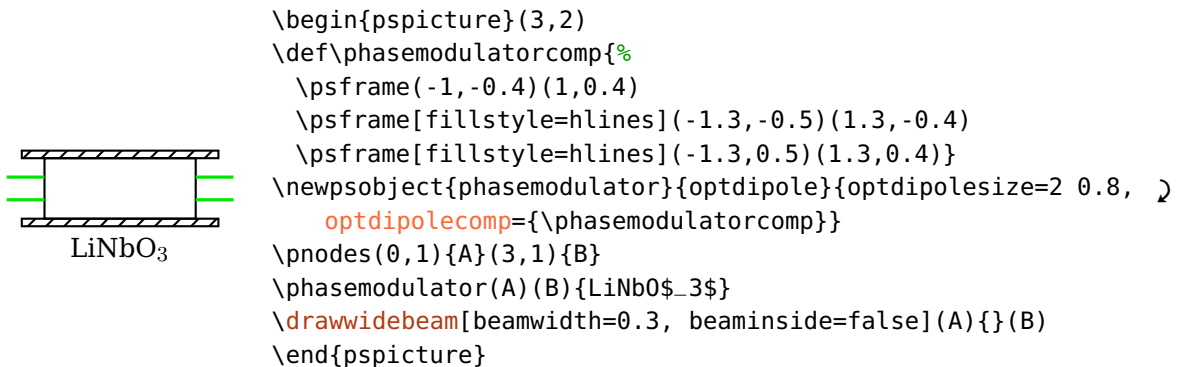 \begin{pspicture}(3,2)
\def\phasemodulatorcomp{%
\psframe(-1,-0.4)(1,0.4)
\psframe[fillstyle=hlines](-1.3,-0.5)(1.3,-0.4)
\psframe[fillstyle=hlines](-1.3,0.5)(1.3,0.4)}
\newpsobject{phasemodulator}{optdipole}{optdipolesize=2 0.8,
optdipolecomp={\phasemodulatorcomp}}
\pnodes(0,1){A}(3,1){B}
\phasemodulator(A)(B){LiNbO$_3$}
\drawwidebeam[beamwidth=0.3, beaminside=false](A){}(B)
\end{pspicture}
LiNbO₃